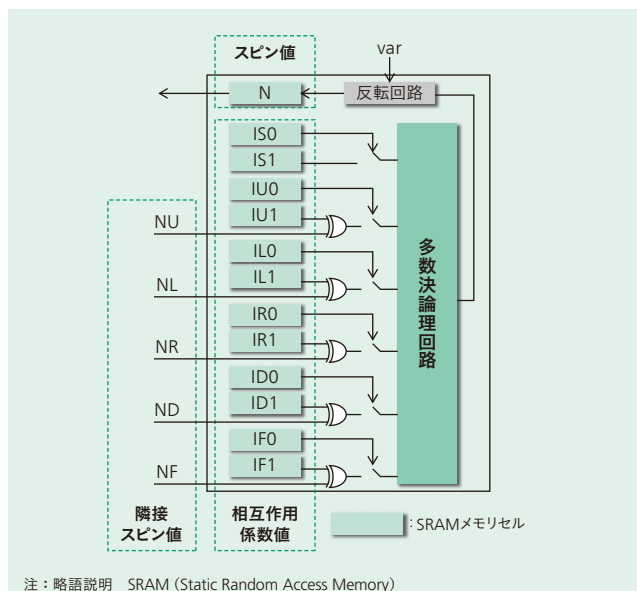 スピン値
var
N
反転回路
IS0
IS1
IU0
IU1
NU
IL0
IL1
NL
IR0
IR1
NR
ID0
ID1
ND
IF0
IF1
NF
多数決論理回路
隣接
スピン値
相互作用
係数値
:SRAMメモリセル
注:略語説明 SRAM(Static Random Access Memory)